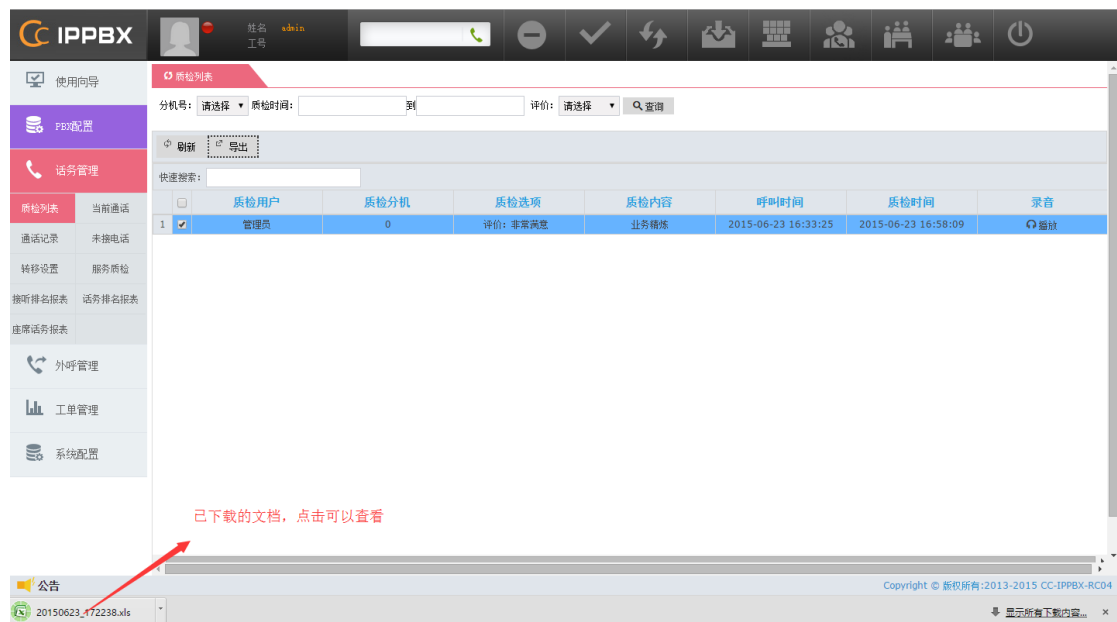 CC IPPBX
姓名 admin
工号
使用向导
PBX配置
话务管理
质检列表 当前通话
通话记录 未接电话
转移设置 服务质检
接听排名报表 话务排名报表
座席话务报表
外呼管理
工单管理
系统配置
质检列表
分机号: 请选择 质检时间: 到 评价: 请选择 查询
刷新 导出
快速搜索:
质检用户 质检分机 质检选项 质检内容 呼叫时间 质检时间 录音
1 管理员 0 评价: 非常满意 业务精炼 2015-06-23 16:33:25 2015-06-23 16:58:09 播放
已下载的文档，点击可以查看
公告
Copyright © 版权所有:2013-2015 CC-IPPBX-RC04
20150623_172238.xls
显示所有下载内容...